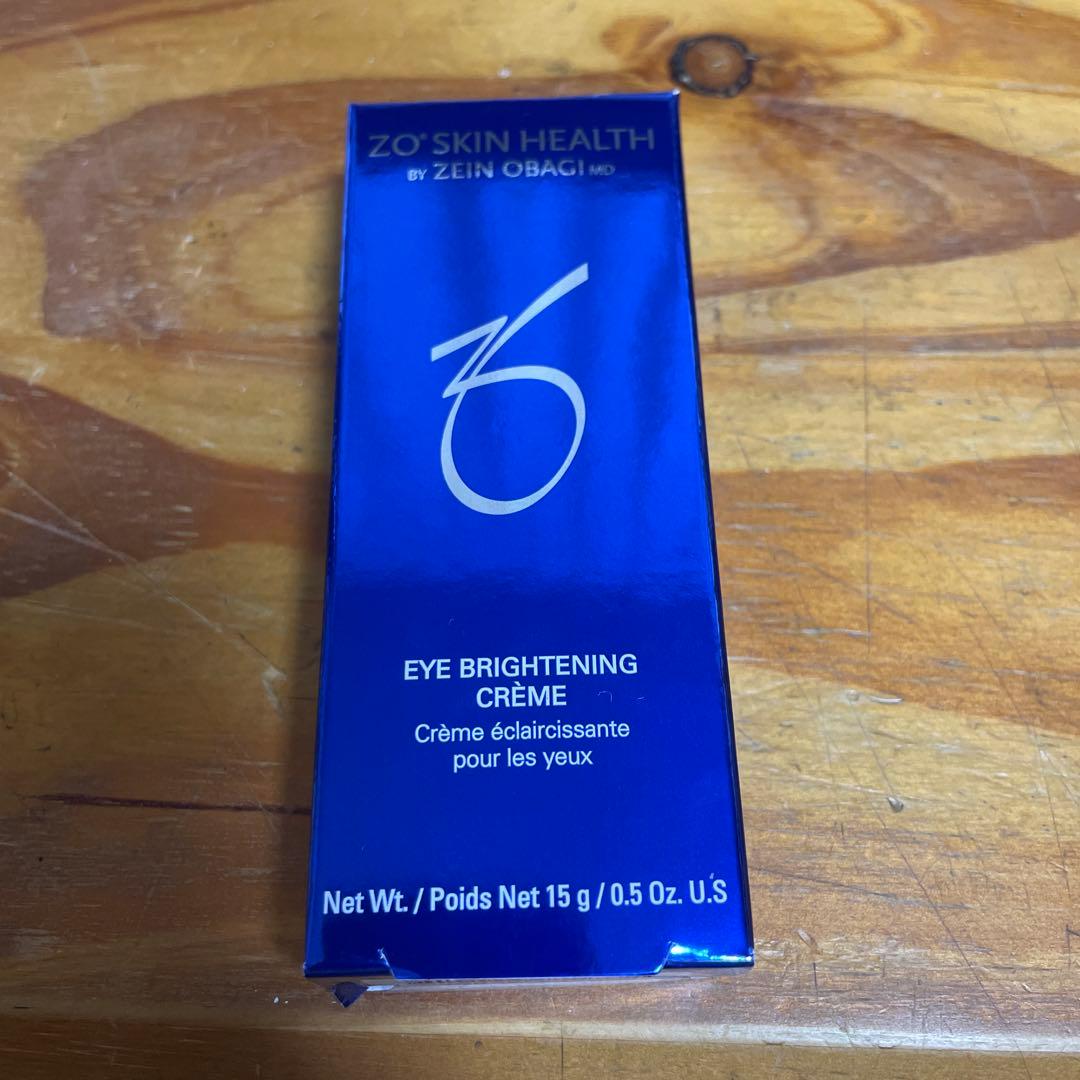 ZO® SKIN HEALTH
BY ZEIN OBAGI MD
EYE BRIGHTENING
CRÈME
Crème éclaircissante
pour les yeux
Net Wt. / Poids Net 15 g / 0.5 Oz. U.S